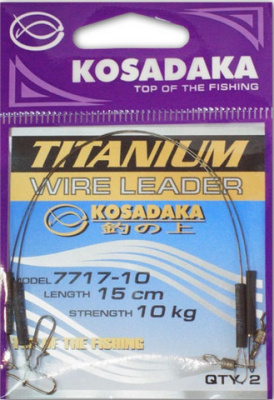 KOSADAKA
TOP OF THE FISHING
TITANIUM
WIRE LEADER
KOSADAKA
釣の上
MODEL 7717-10
LENGTH 15 cm
STRENGTH 10 kg
OF THE FISHING
QTY. 2